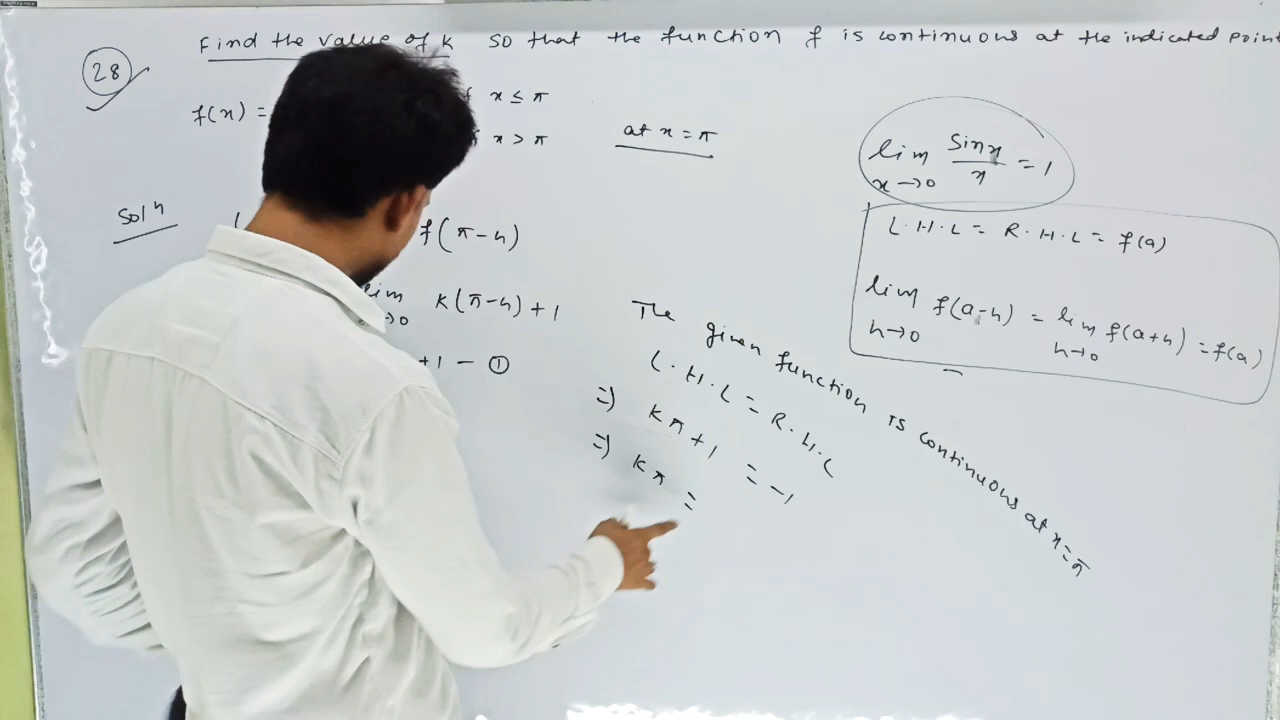 Find the value of k so that the function f is continuous at the indicated point
28
f(x) =
x ≤ π
x > π
at x = π
lim sin x / x = 1
x→0
Solⁿ
f(π-h)
L.H.L = R.H.L = f(a)
lim k(π-h)+1
→0
+1 - ①
lim f(a-h) = lim f(a+h) = f(a)
h→0 h→0
The given function is continuous at x = π
L.H.L = R.H.L
⇒ kπ + 1 = -1
⇒ kπ =